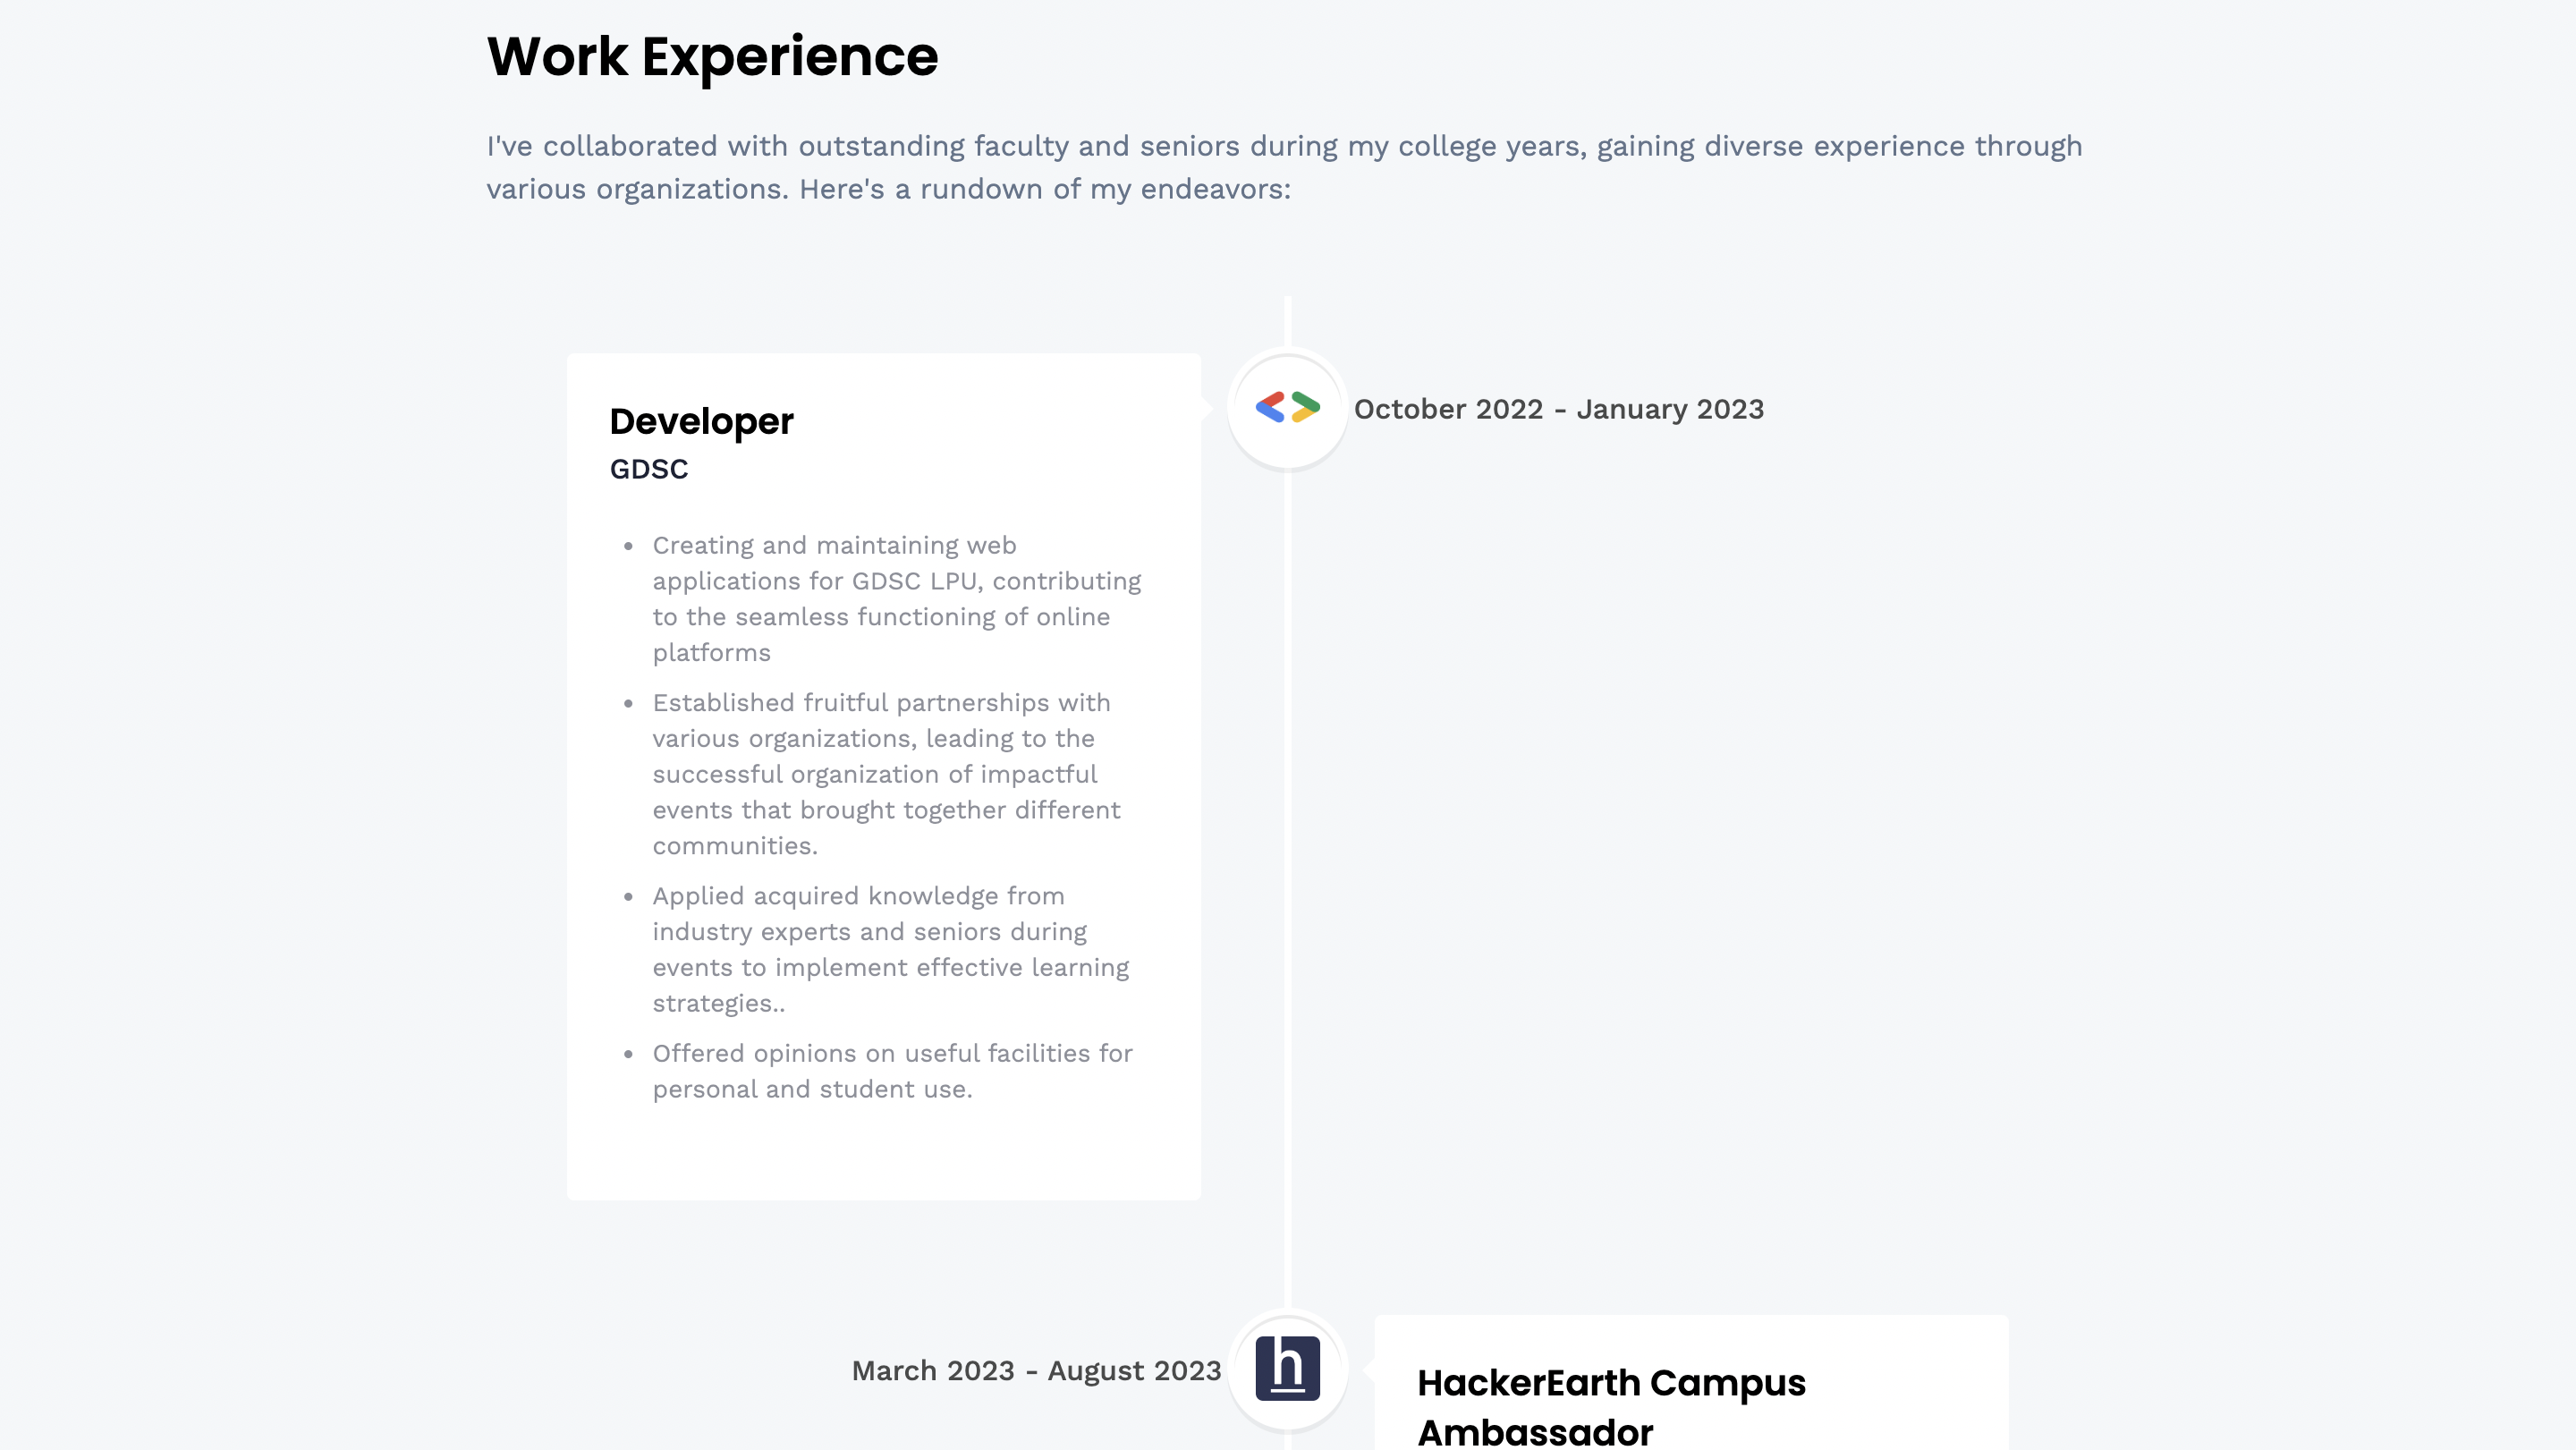 Work Experience
I've collaborated with outstanding faculty and seniors during my college years, gaining diverse experience through
various organizations. Here's a rundown of my endeavors:
October 2022 - January 2023
Developer
GDSC
• Creating and maintaining web
applications for GDSC LPU, contributing
to the seamless functioning of online
platforms
• Established fruitful partnerships with
various organizations, leading to the
successful organization of impactful
events that brought together different
communities.
• Applied acquired knowledge from
industry experts and seniors during
events to implement effective learning
strategies..
• Offered opinions on useful facilities for
personal and student use.
March 2023 - August 2023
h
HackerEarth Campus
Ambassador